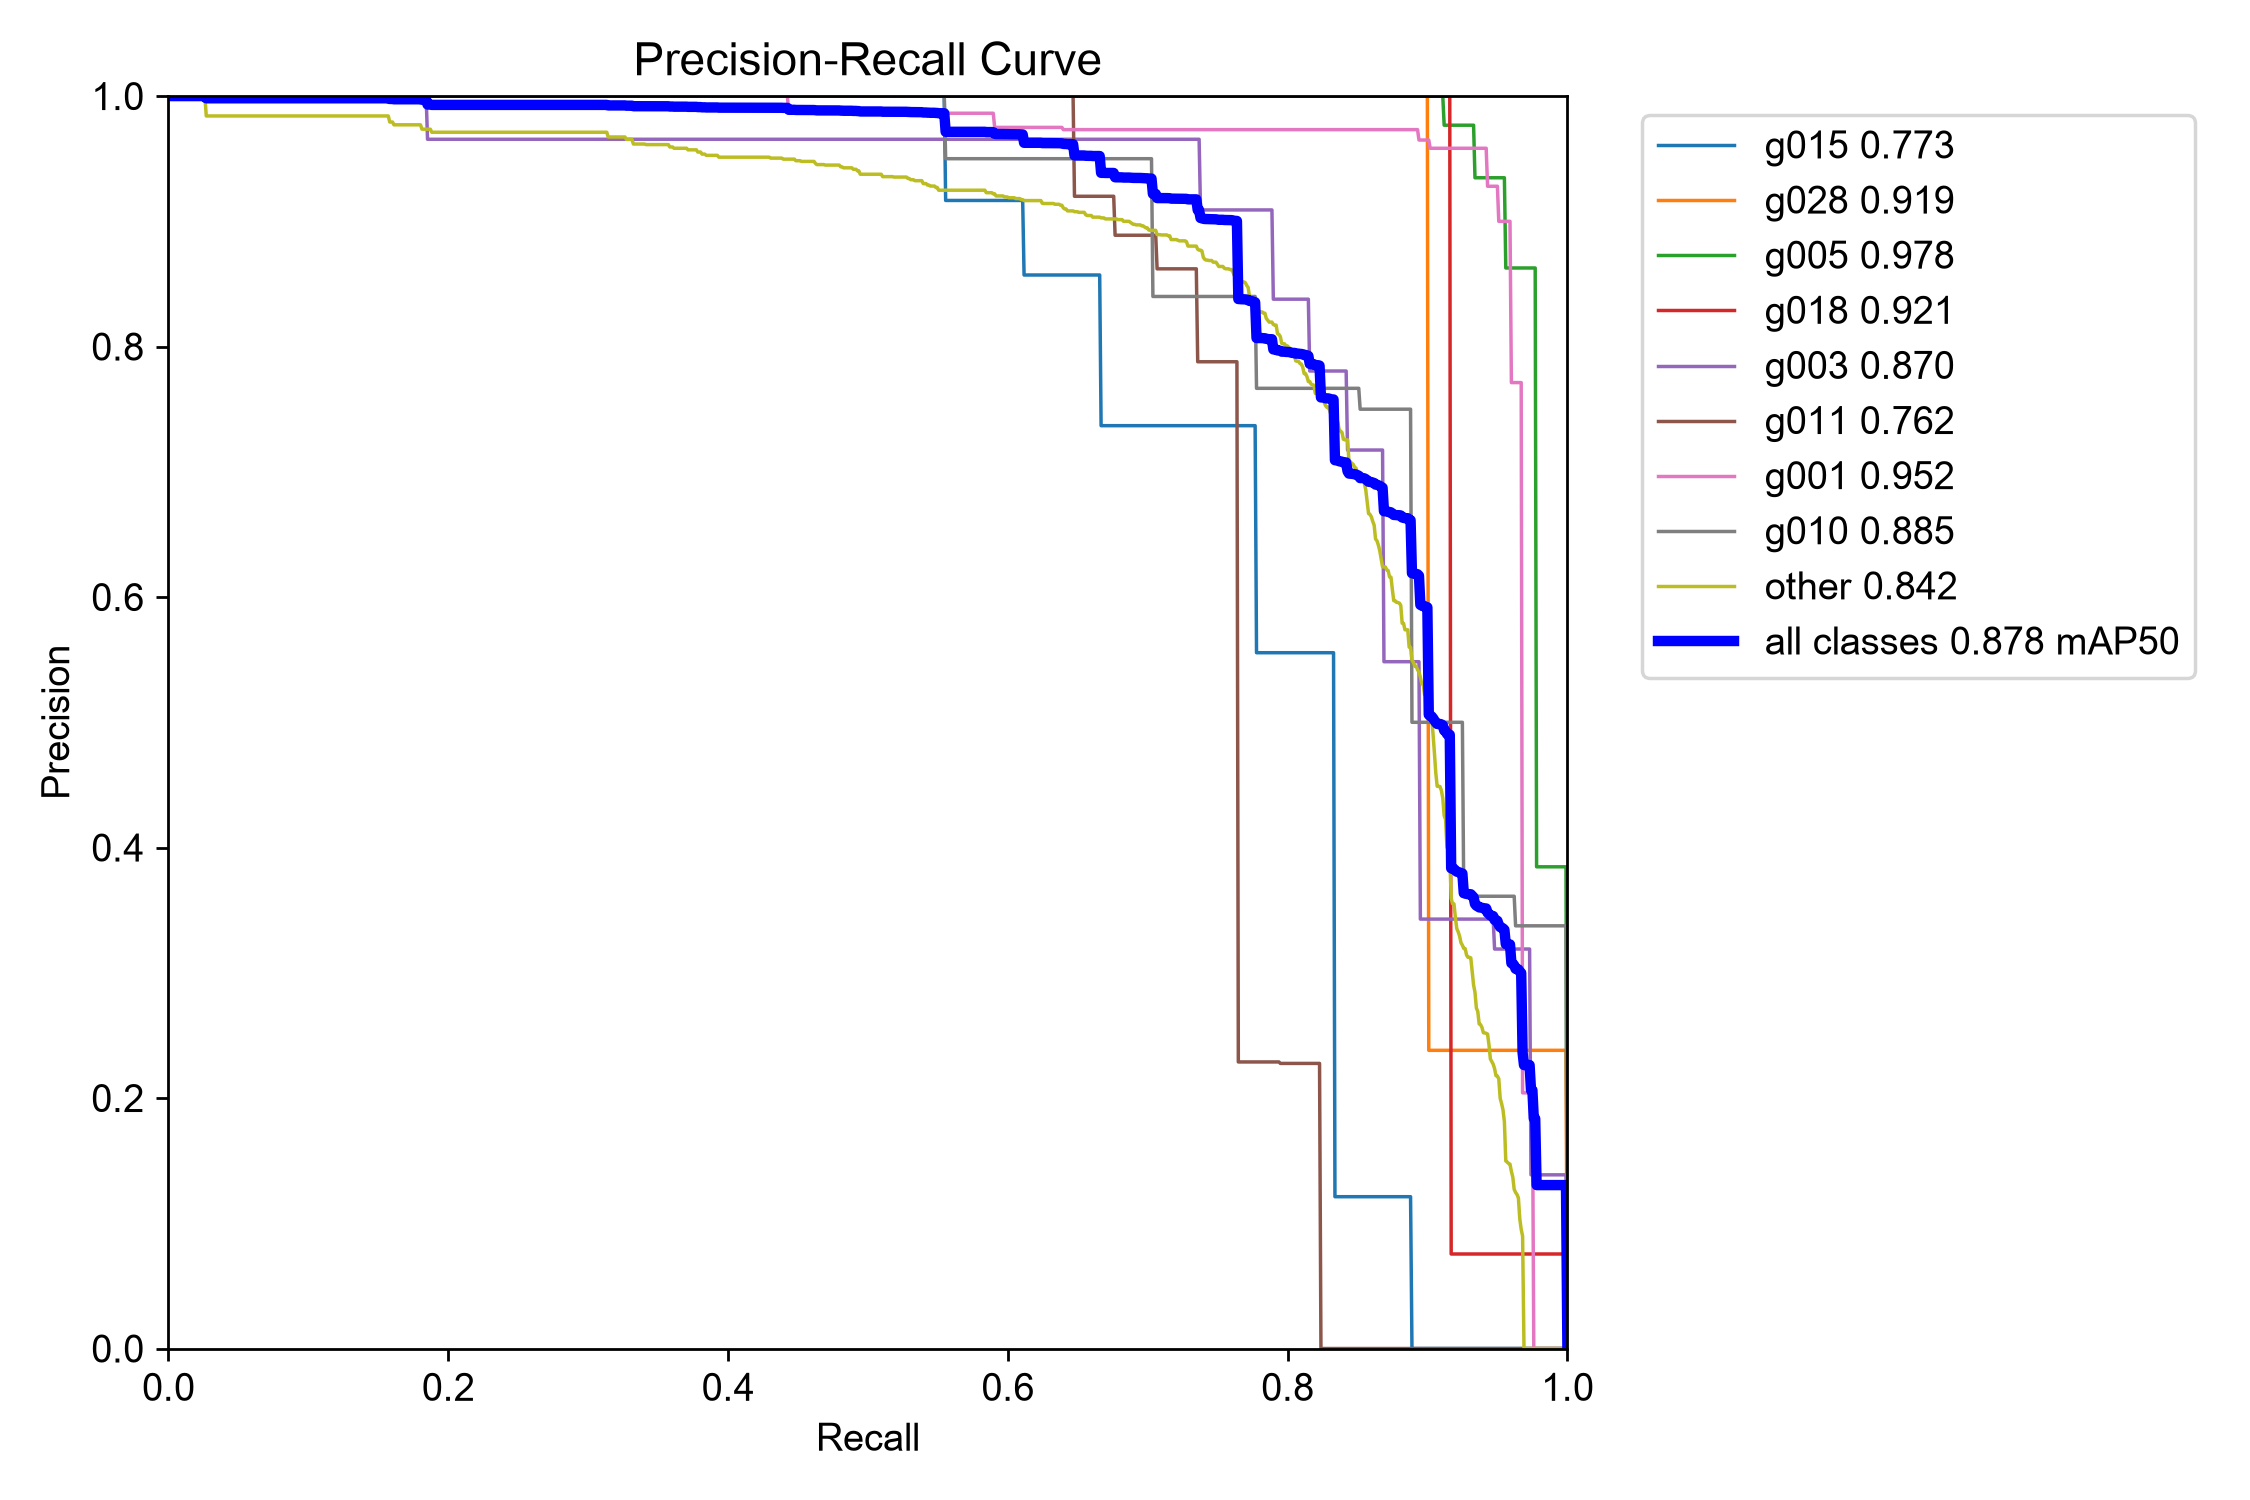 Precision-Recall Curve
1.0
0.8
0.6
0.4
0.2
0.0
Precision
0.0 0.2 0.4 0.6 0.8 1.0
Recall
g015 0.773
g028 0.919
g005 0.978
g018 0.921
g003 0.870
g011 0.762
g001 0.952
g010 0.885
other 0.842
all classes 0.878 mAP50